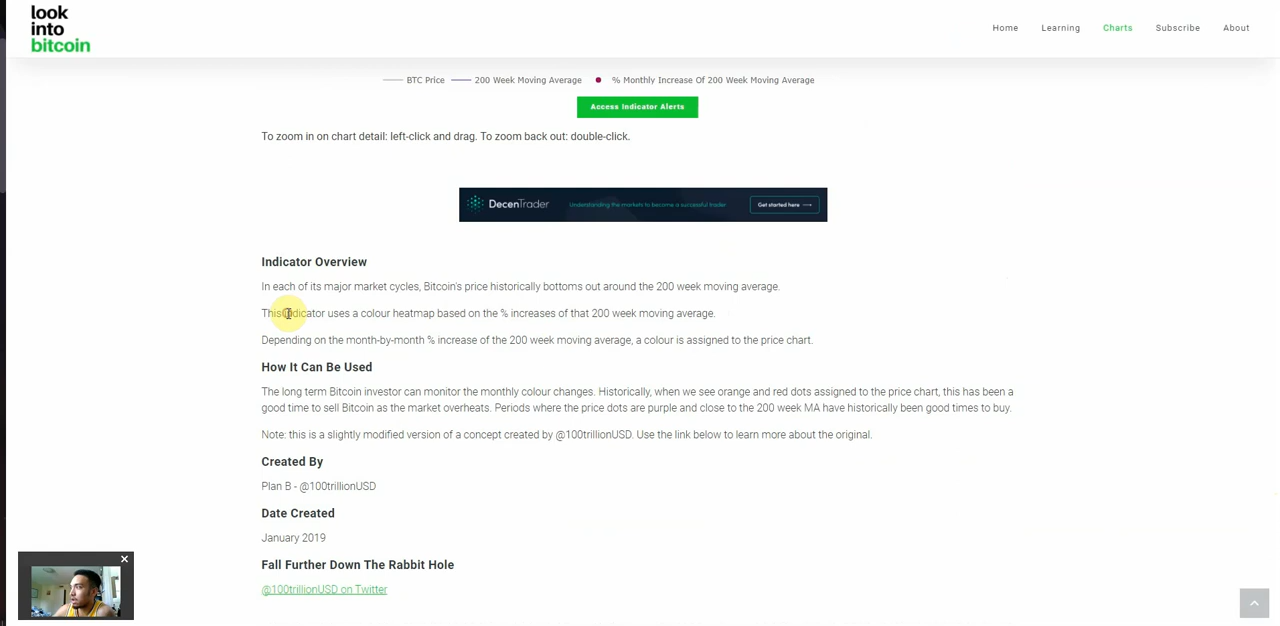 look
into
bitcoin
Home Learning Charts Subscribe About
BTC Price 200 Week Moving Average % Monthly Increase Of 200 Week Moving Average
Access Indicator Alerts
To zoom in on chart detail: left-click and drag. To zoom back out: double-click.
DecenTrader Understanding the markets to become a successful trader Get started here
Indicator Overview
In each of its major market cycles, Bitcoin's price historically bottoms out around the 200 week moving average.
This indicator uses a colour heatmap based on the % increases of that 200 week moving average.
Depending on the month-by-month % increase of the 200 week moving average, a colour is assigned to the price chart.
How It Can Be Used
The long term Bitcoin investor can monitor the monthly colour changes. Historically, when we see orange and red dots assigned to the price chart, this has been a
good time to sell Bitcoin as the market overheats. Periods where the price dots are purple and close to the 200 week MA have historically been good times to buy.
Note: this is a slightly modified version of a concept created by @100trillionUSD. Use the link below to learn more about the original.
Created By
Plan B - @100trillionUSD
Date Created
January 2019
Fall Further Down The Rabbit Hole
@100trillionUSD on Twitter